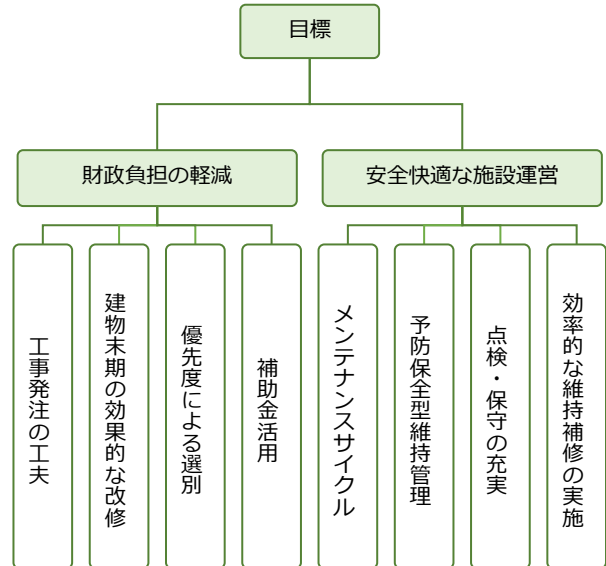 目標
財政負担の軽減
安全快適な施設運営
工事発注の工夫
建物末期の効果的な改修
優先度による選別
補助金活用
メンテナンスサイクル
予防保全型維持管理
点検・保守の充実
効率的な維持補修の実施